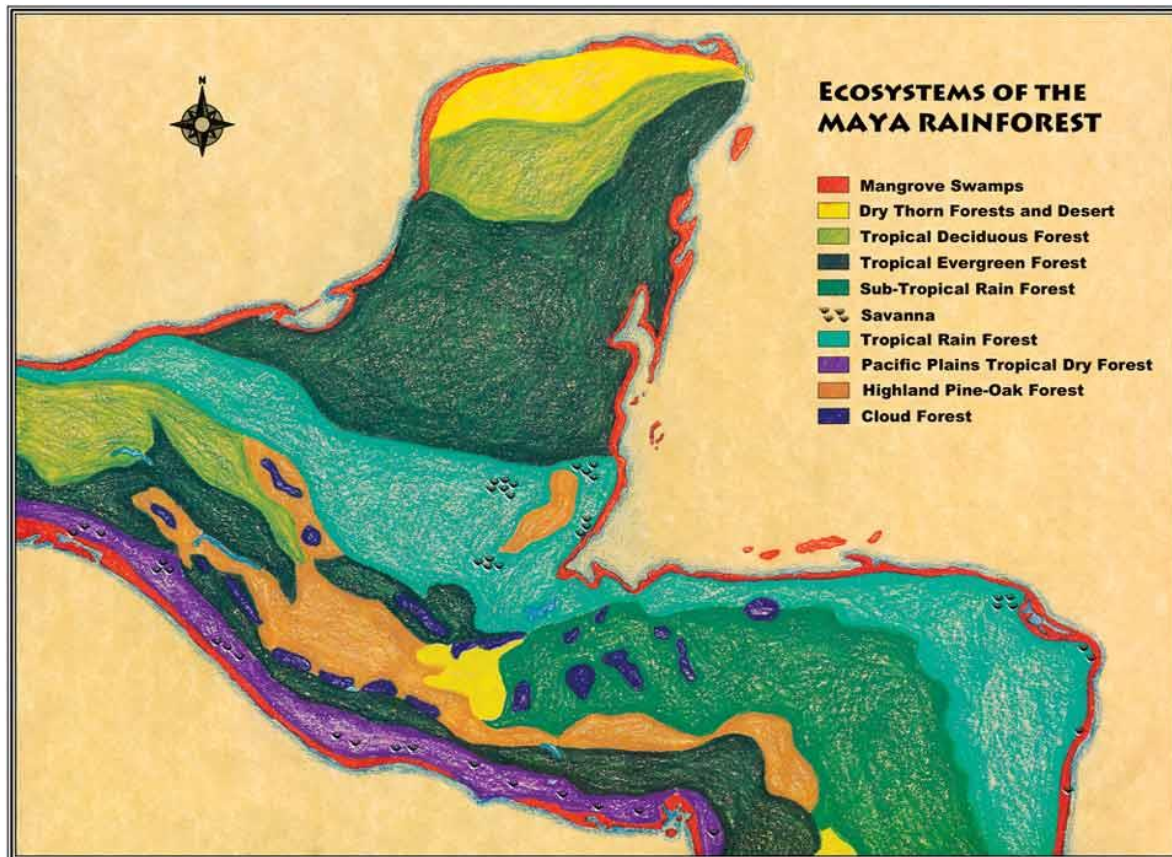 N
ECOSYSTEMS OF THE
MAYA RAINFOREST
Mangrove Swamps
Dry Thorn Forests and Desert
Tropical Deciduous Forest
Tropical Evergreen Forest
Sub-Tropical Rain Forest
Savanna
Tropical Rain Forest
Pacific Plains Tropical Dry Forest
Highland Pine-Oak Forest
Cloud Forest